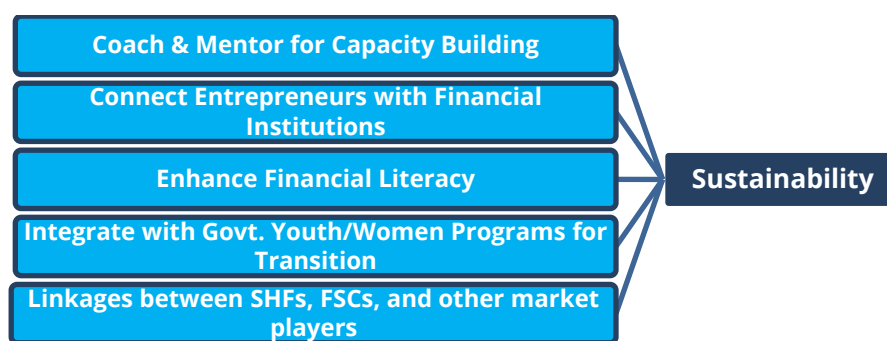 Coach & Mentor for Capacity Building
Connect Entrepreneurs with Financial
Institutions
Enhance Financial Literacy
Integrate with Govt. Youth/Women Programs for
Transition
Linkages between SHFs, FSCs, and other market
players
Sustainability